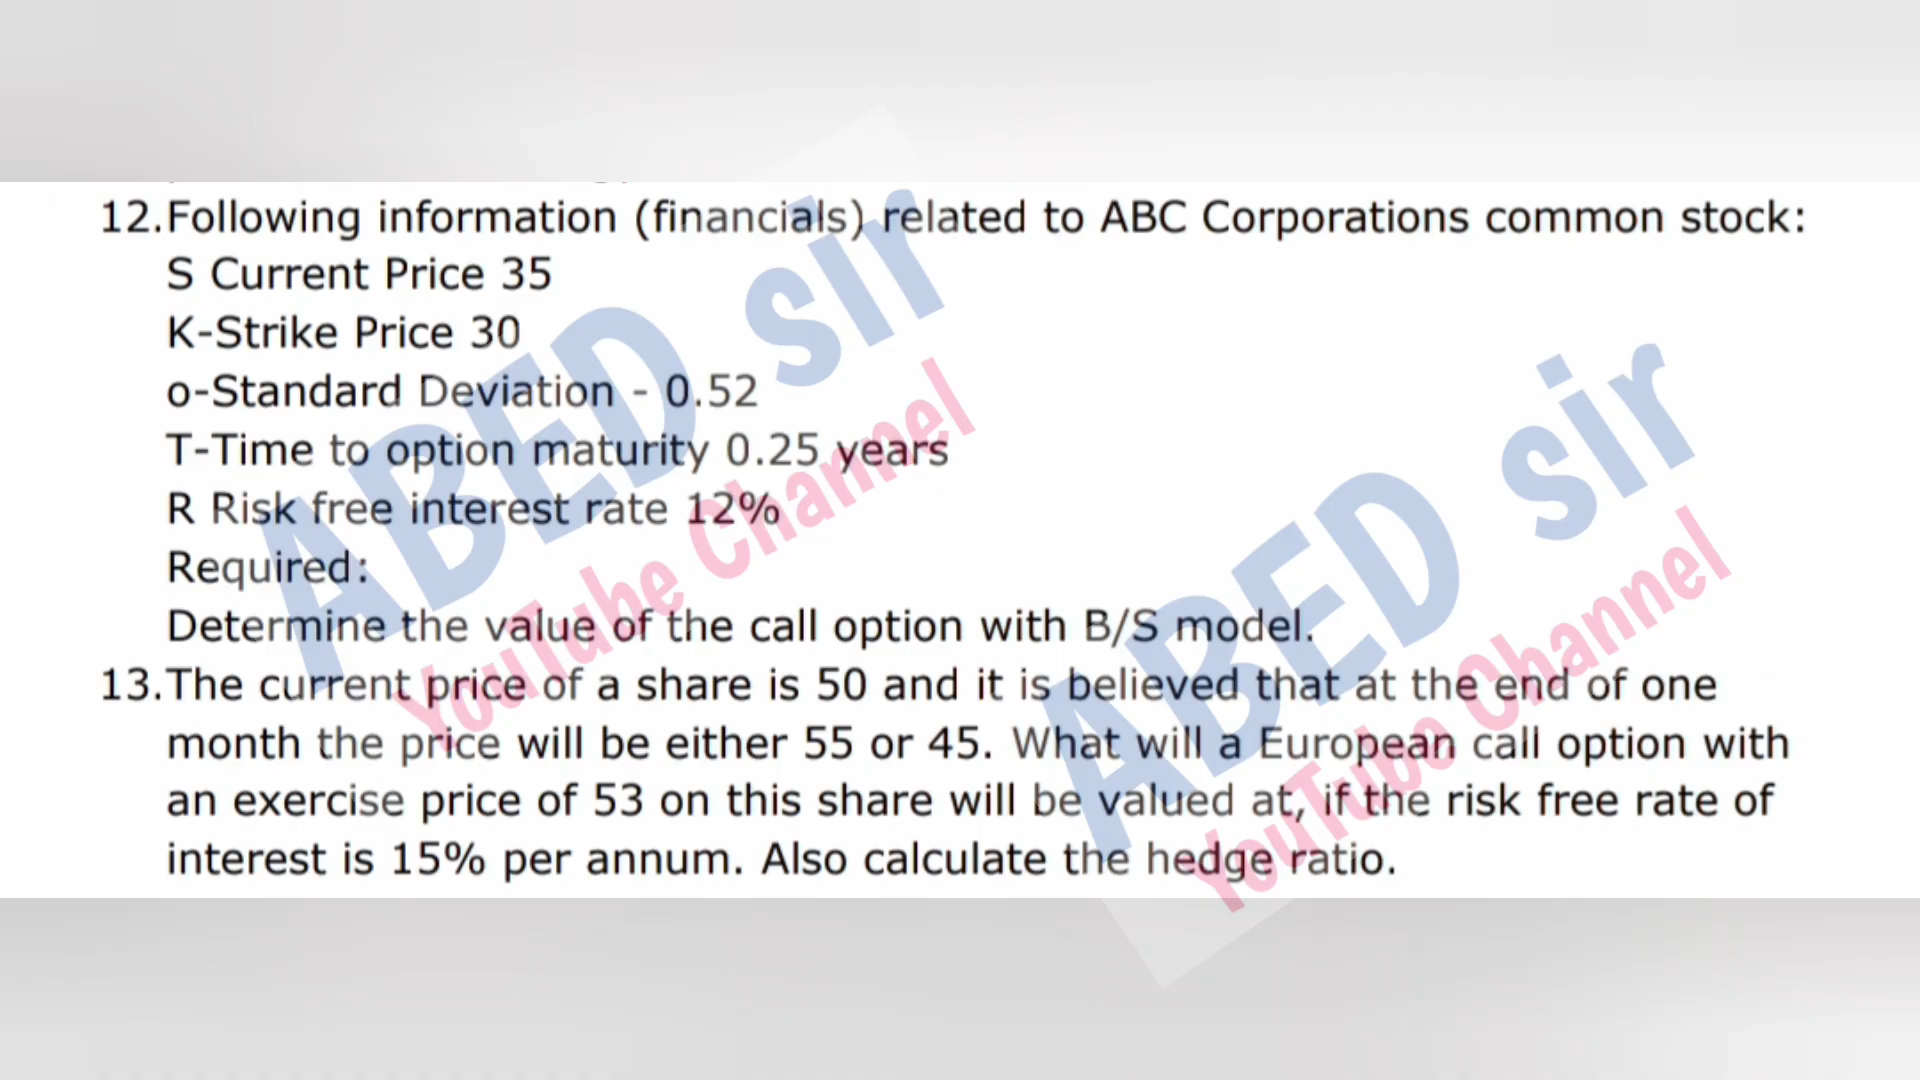 12.Following information (financials) related to ABC Corporations common stock:
S Current Price 35
K-Strike Price 30
o-Standard Deviation - 0.52
T-Time to option maturity 0.25 years
R Risk free interest rate 12%
Required:
Determine the value of the call option with B/S model.
13.The current price of a share is 50 and it is believed that at the end of one
month the price will be either 55 or 45. What will a European call option with
an exercise price of 53 on this share will be valued at, if the risk free rate of
interest is 15% per annum. Also calculate the hedge ratio.
ABED sir
YouTube Channel
ABED sir
YouTube Channel